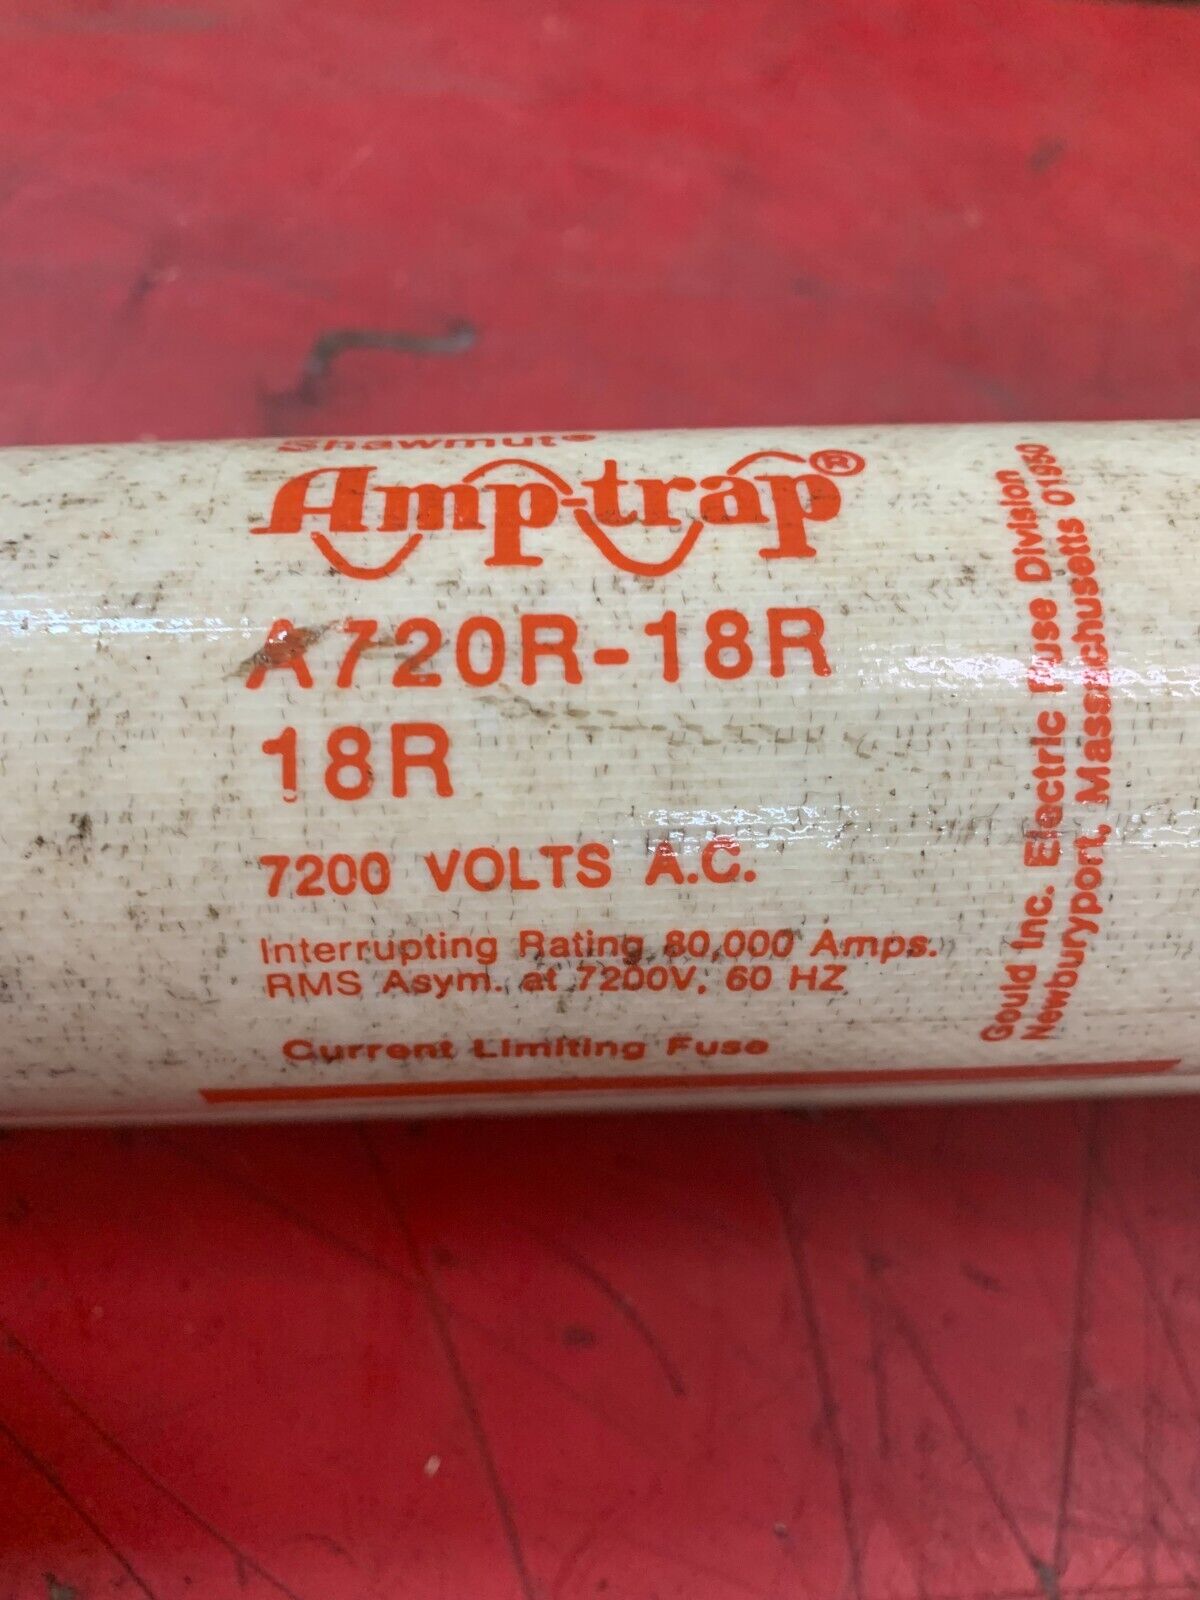 Shawmut®
Amp-trap®
A720R-18R
18R
7200 VOLTS A.C.
Interrupting Rating 80,000 Amps.
RMS Asym. at 7200V, 60 HZ
Current Limiting Fuse
Gould Inc. Electric Fuse Division
Newburyport, Massachusetts 01950